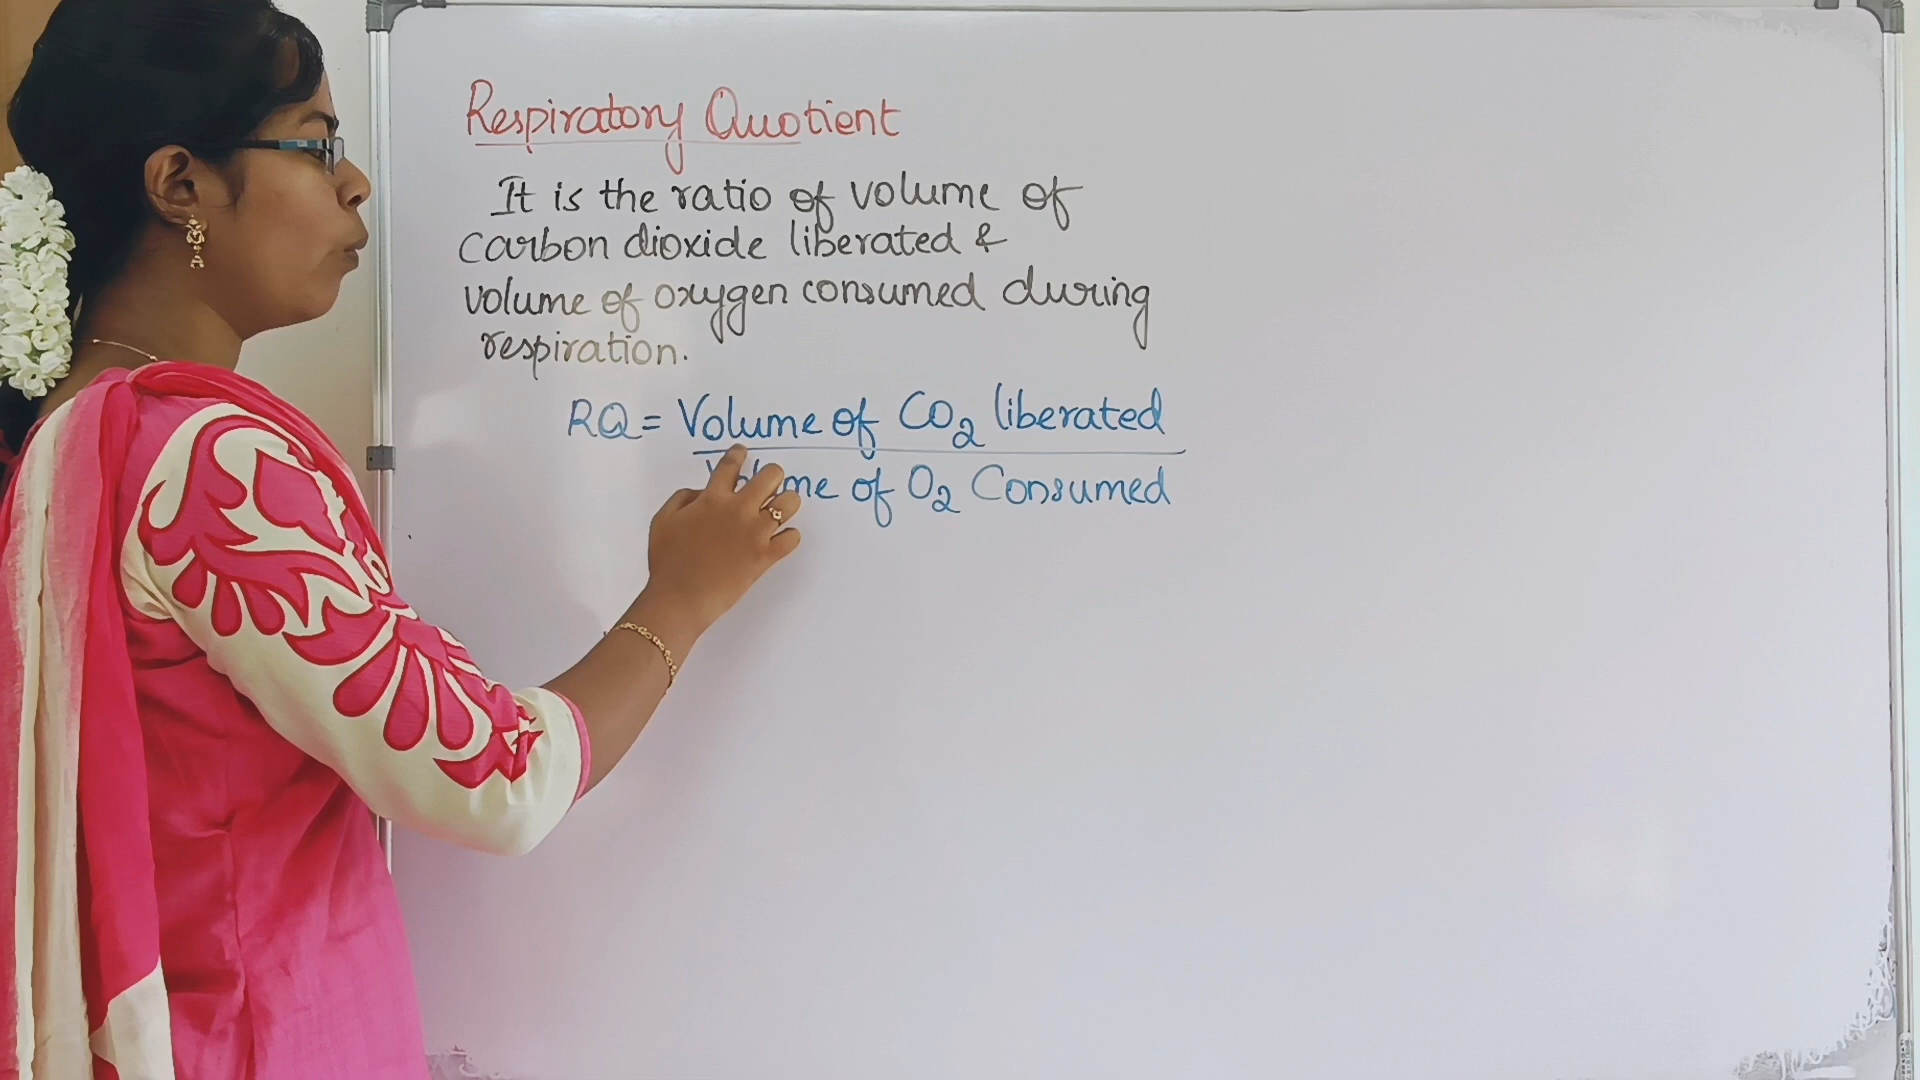 Respiratory Quotient
It is the ratio of volume of
carbon dioxide liberated &
volume of oxygen consumed during
respiration.
RQ = Volume of CO2 liberated
Volume of O2 Consumed